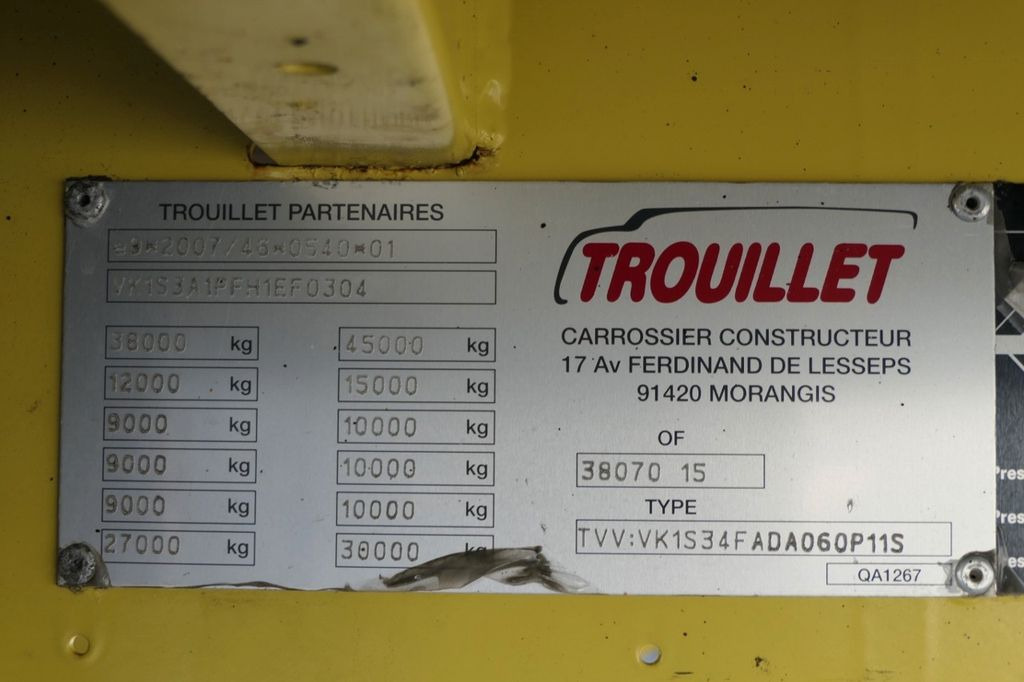 TROUILLET PARTENAIRES
e9*2007/46*0540*01
VK1S3A1PFH1EF0304
38000 kg
45000 kg
12000 kg
15000 kg
9000 kg
10000 kg
9000 kg
10000 kg
9000 kg
10000 kg
27000 kg
30000 kg
TROUILLET
CARROSSIER CONSTRUCTEUR
17 Av FERDINAND DE LESSEPS
91420 MORANGIS
OF
38070 15
TYPE
TVV:VK1S34FADA060P11S
QA1267